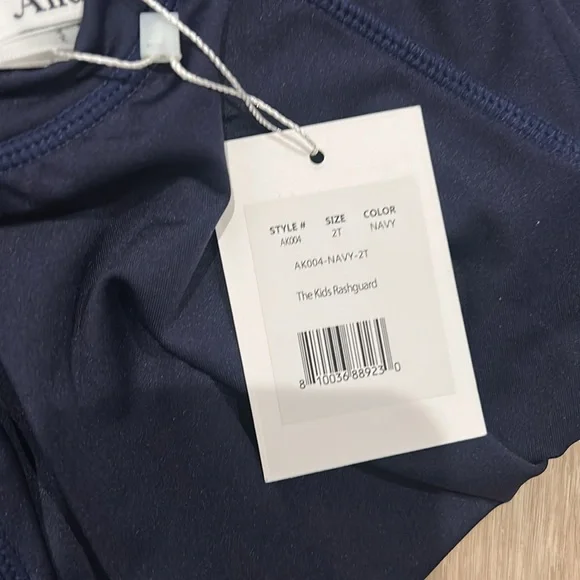 STYLE # SIZE COLOR
AK004 2T NAVY
AK004-NAVY-2T
The Kids Rashguard
8 10036 88923 0